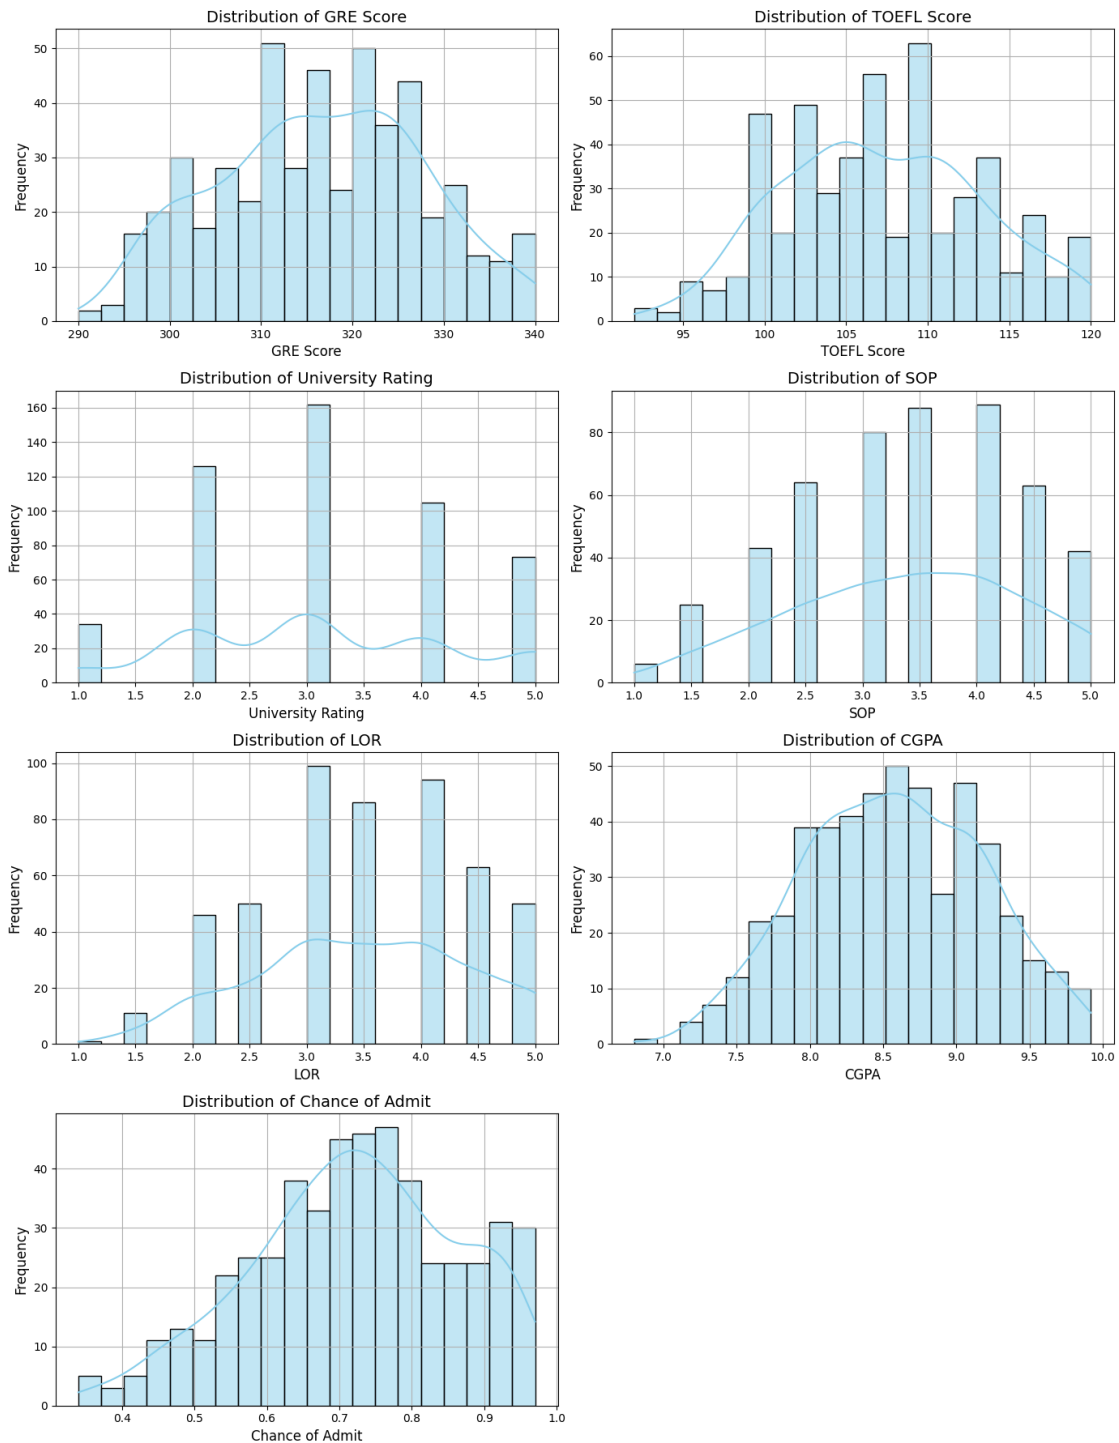 Distribution of GRE Score
Frequency
50
40
30
20
10
0
290 300 310 320 330 340
GRE Score
Distribution of TOEFL Score
Frequency
60
50
40
30
20
10
0
95 100 105 110 115 120
TOEFL Score
Distribution of University Rating
Frequency
160
140
120
100
80
60
40
20
0
1.0 1.5 2.0 2.5 3.0 3.5 4.0 4.5 5.0
University Rating
Distribution of SOP
Frequency
80
60
40
20
0
1.0 1.5 2.0 2.5 3.0 3.5 4.0 4.5 5.0
SOP
Distribution of LOR
Frequency
100
80
60
40
20
0
1.0 1.5 2.0 2.5 3.0 3.5 4.0 4.5 5.0
LOR
Distribution of CGPA
Frequency
50
40
30
20
10
0
7.0 7.5 8.0 8.5 9.0 9.5 10.0
CGPA
Distribution of Chance of Admit
Frequency
40
30
20
10
0
0.4 0.5 0.6 0.7 0.8 0.9 1.0
Chance of Admit